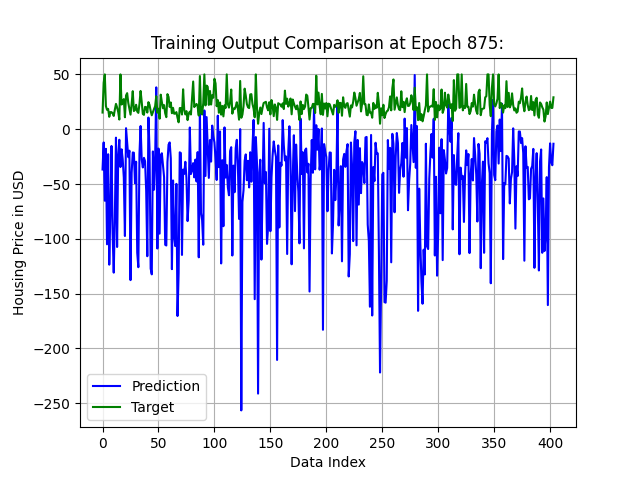 Training Output Comparison at Epoch 875:
50
0
−50
−100
−150
−200
−250
Housing Price in USD
Prediction
Target
0 50 100 150 200 250 300 350 400
Data Index